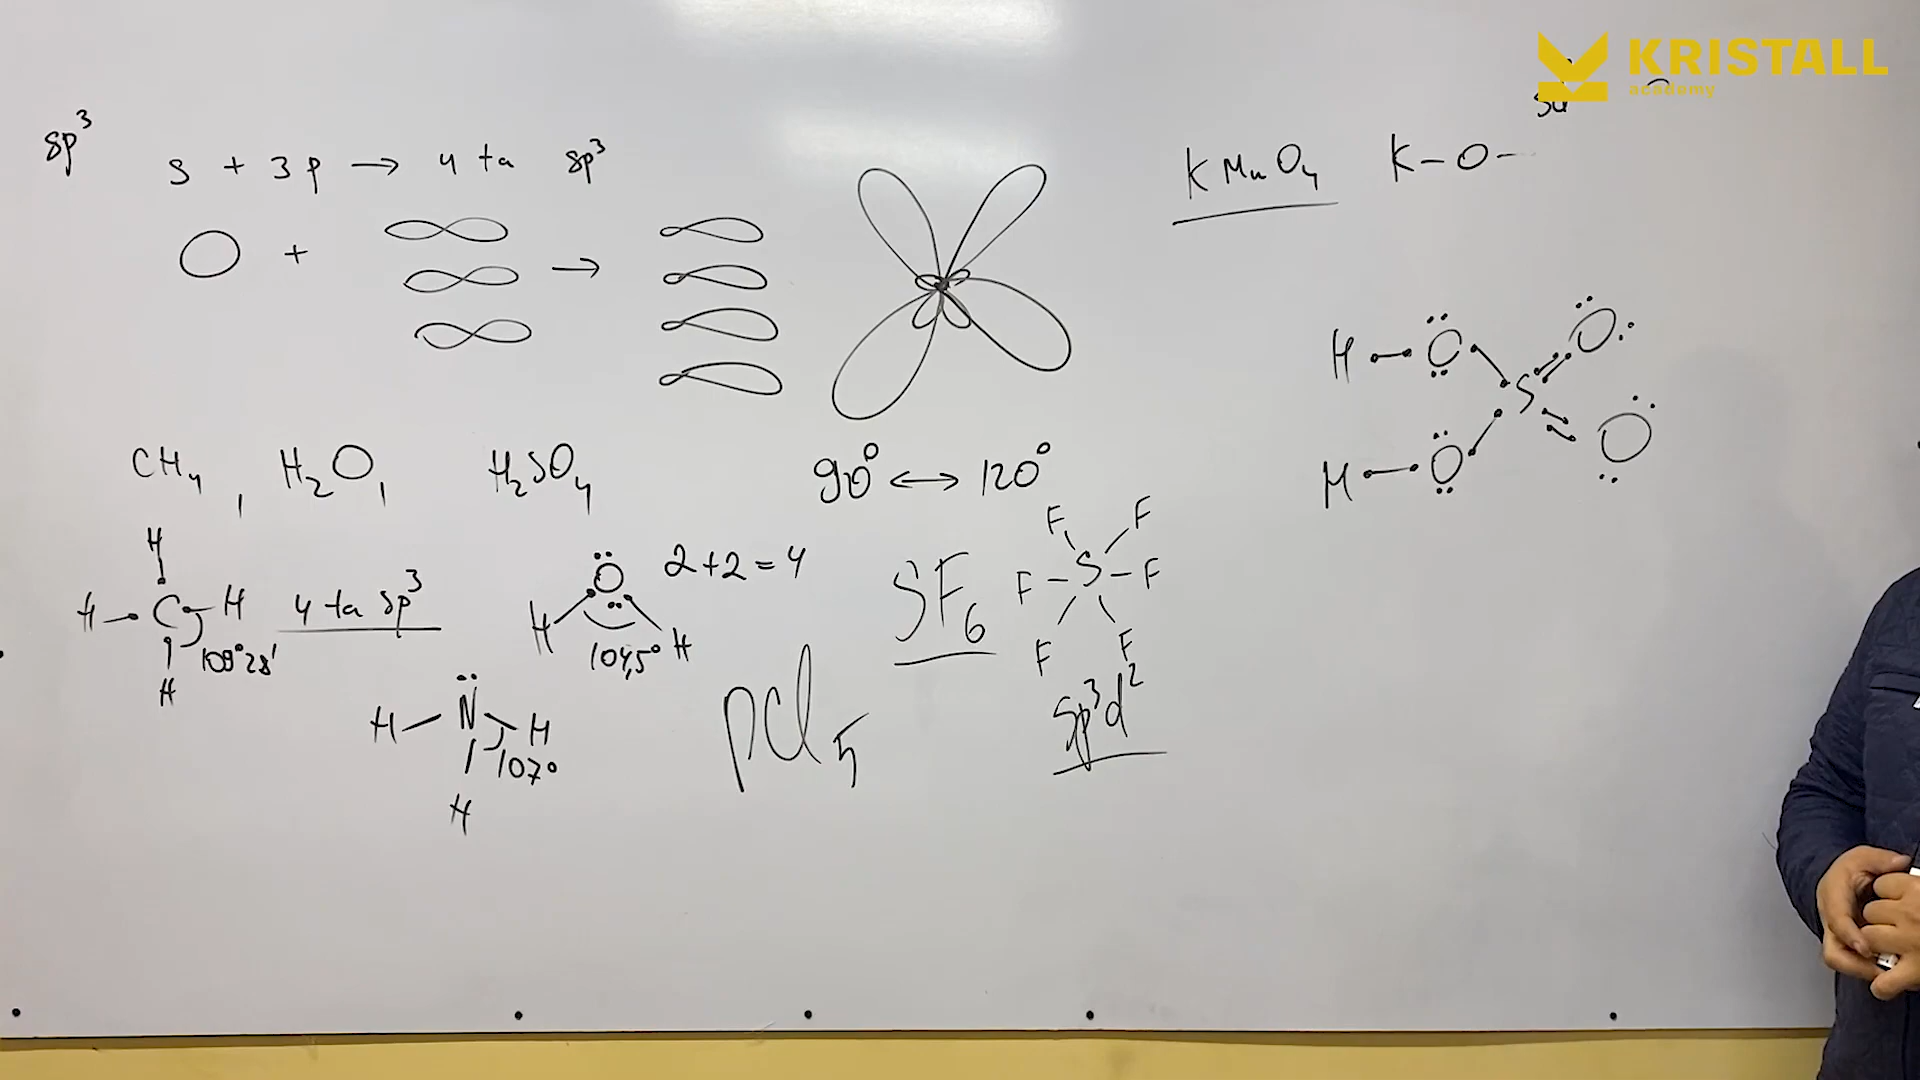 KRISTALL
academy
sp³
s + 3p → 4 ta sp³
+ →
KMnO₄ K-O-
CH₄, H₂O, H₂SO₄
90° ↔ 120°
H
H C H 4 ta sp³
109°28'
H
Ö 2+2=4
H H
104,5°
H N H
107°
H
SF₆
F F
F - S - F
F F
sp³d²
PCl₅
H O O
S
H O O